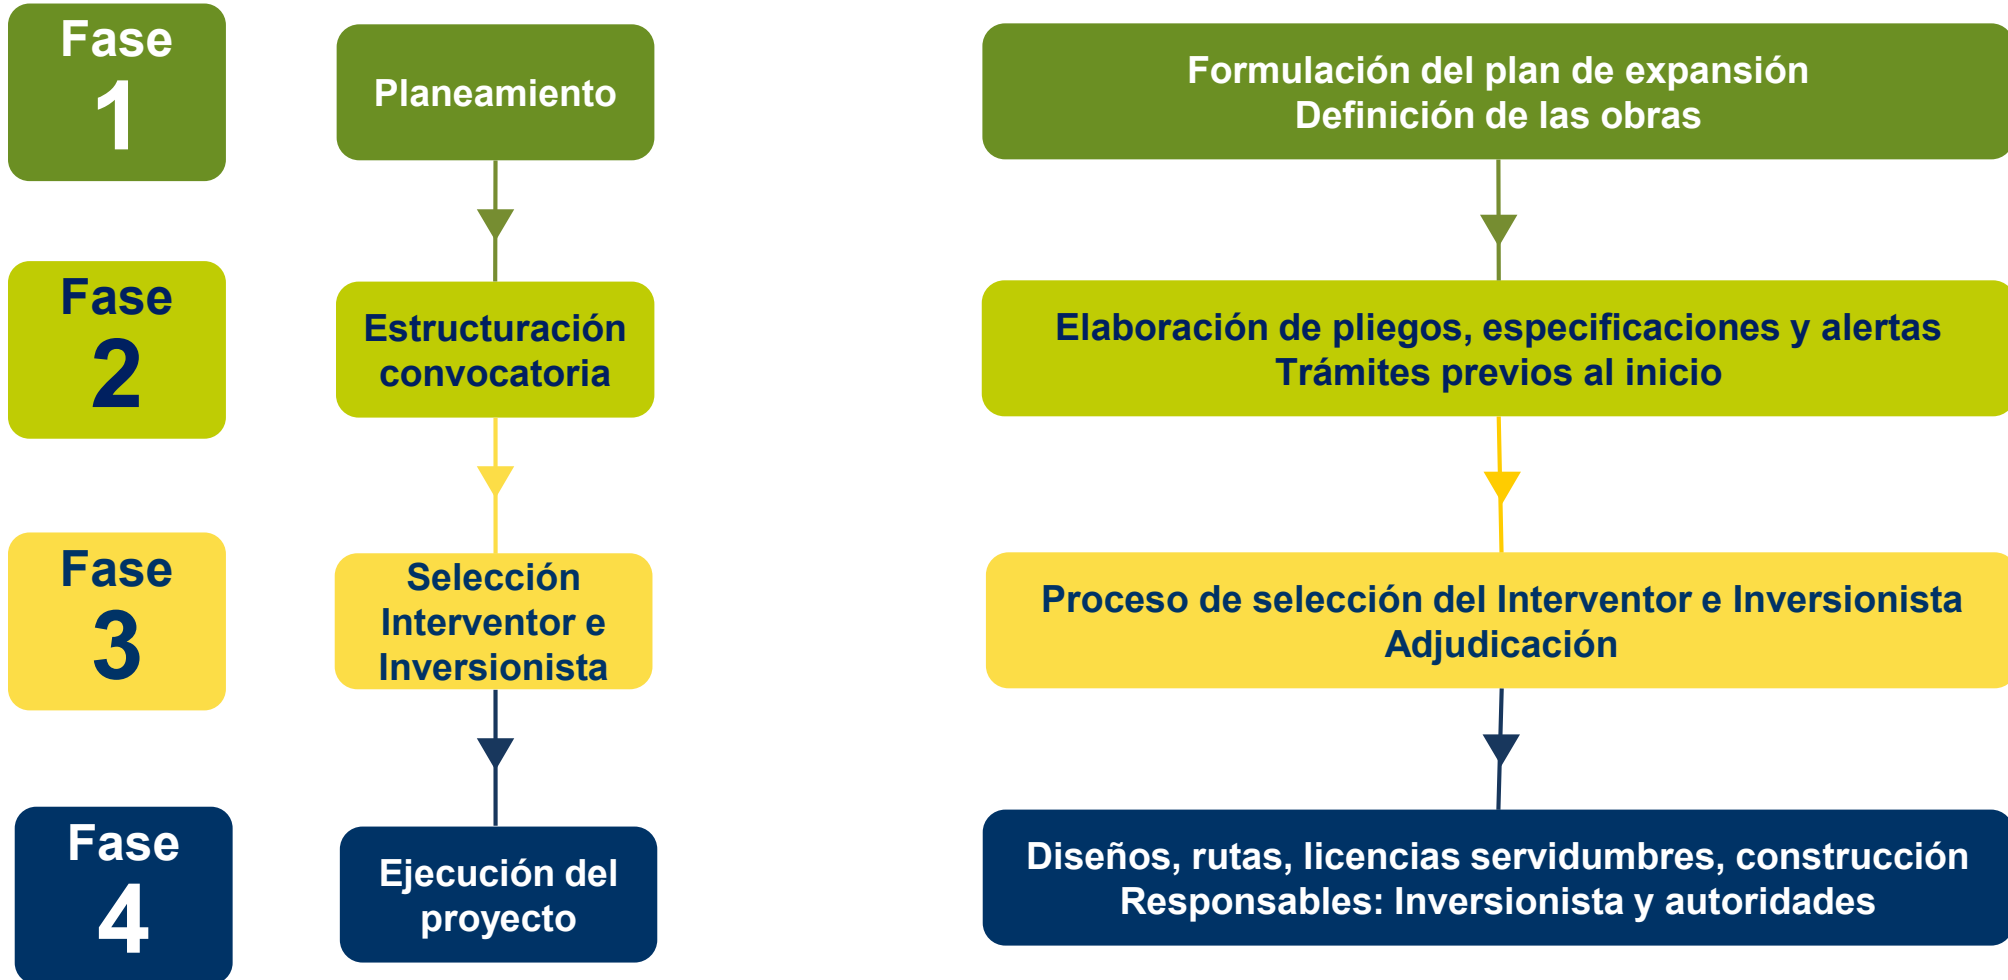 Fase
1
Planeamiento
Formulación del plan de expansión
Definición de las obras
Fase
2
Estructuración
convocatoria
Elaboración de pliegos, especificaciones y alertas
Trámites previos al inicio
Fase
3
Selección
Interventor e
Inversionista
Proceso de selección del Interventor e Inversionista
Adjudicación
Fase
4
Ejecución del
proyecto
Diseños, rutas, licencias servidumbres, construcción
Responsables: Inversionista y autoridades